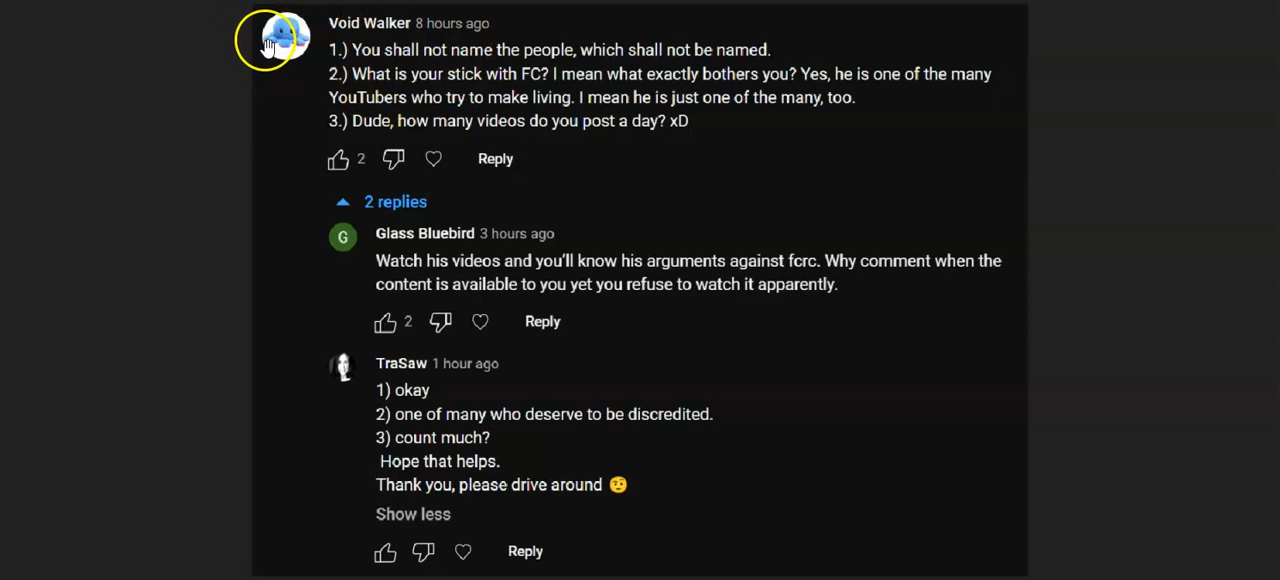 Void Walker 8 hours ago
1.) You shall not name the people, which shall not be named.
2.) What is your stick with FC? I mean what exactly bothers you? Yes, he is one of the many
YouTubers who try to make living. I mean he is just one of the many, too.
3.) Dude, how many videos do you post a day? xD
2 Reply
2 replies
G Glass Bluebird 3 hours ago
Watch his videos and you'll know his arguments against fcrc. Why comment when the
content is available to you yet you refuse to watch it apparently.
2 Reply
TraSaw 1 hour ago
1) okay
2) one of many who deserve to be discredited.
3) count much?
Hope that helps.
Thank you, please drive around 🤨
Show less
Reply